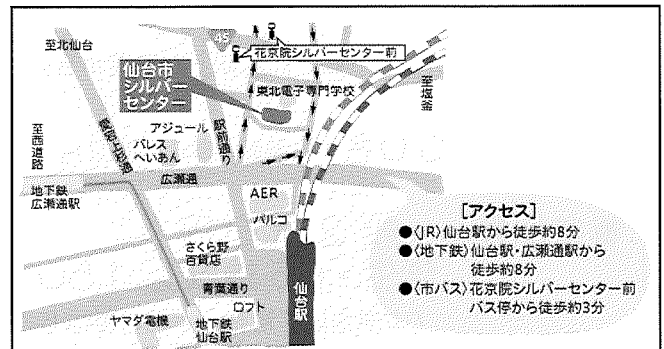 至北仙台
45
花京院シルバーセンター前
仙台市
シルバー
センター
東北電子専門学校
至塩釜
至西道路
アジュール
パレス
へいあん
駅前通り
広瀬通
地下鉄
広瀬通駅
AER
パルコ
さくら野
百貨店
青葉通り
ロフト
仙台駅
ヤマダ電機
地下鉄
仙台駅
[アクセス]
●〈JR〉仙台駅から徒歩約8分
●〈地下鉄〉仙台駅・広瀬通駅から
徒歩約8分
●〈市バス〉花京院シルバーセンター前
バス停から徒歩約3分